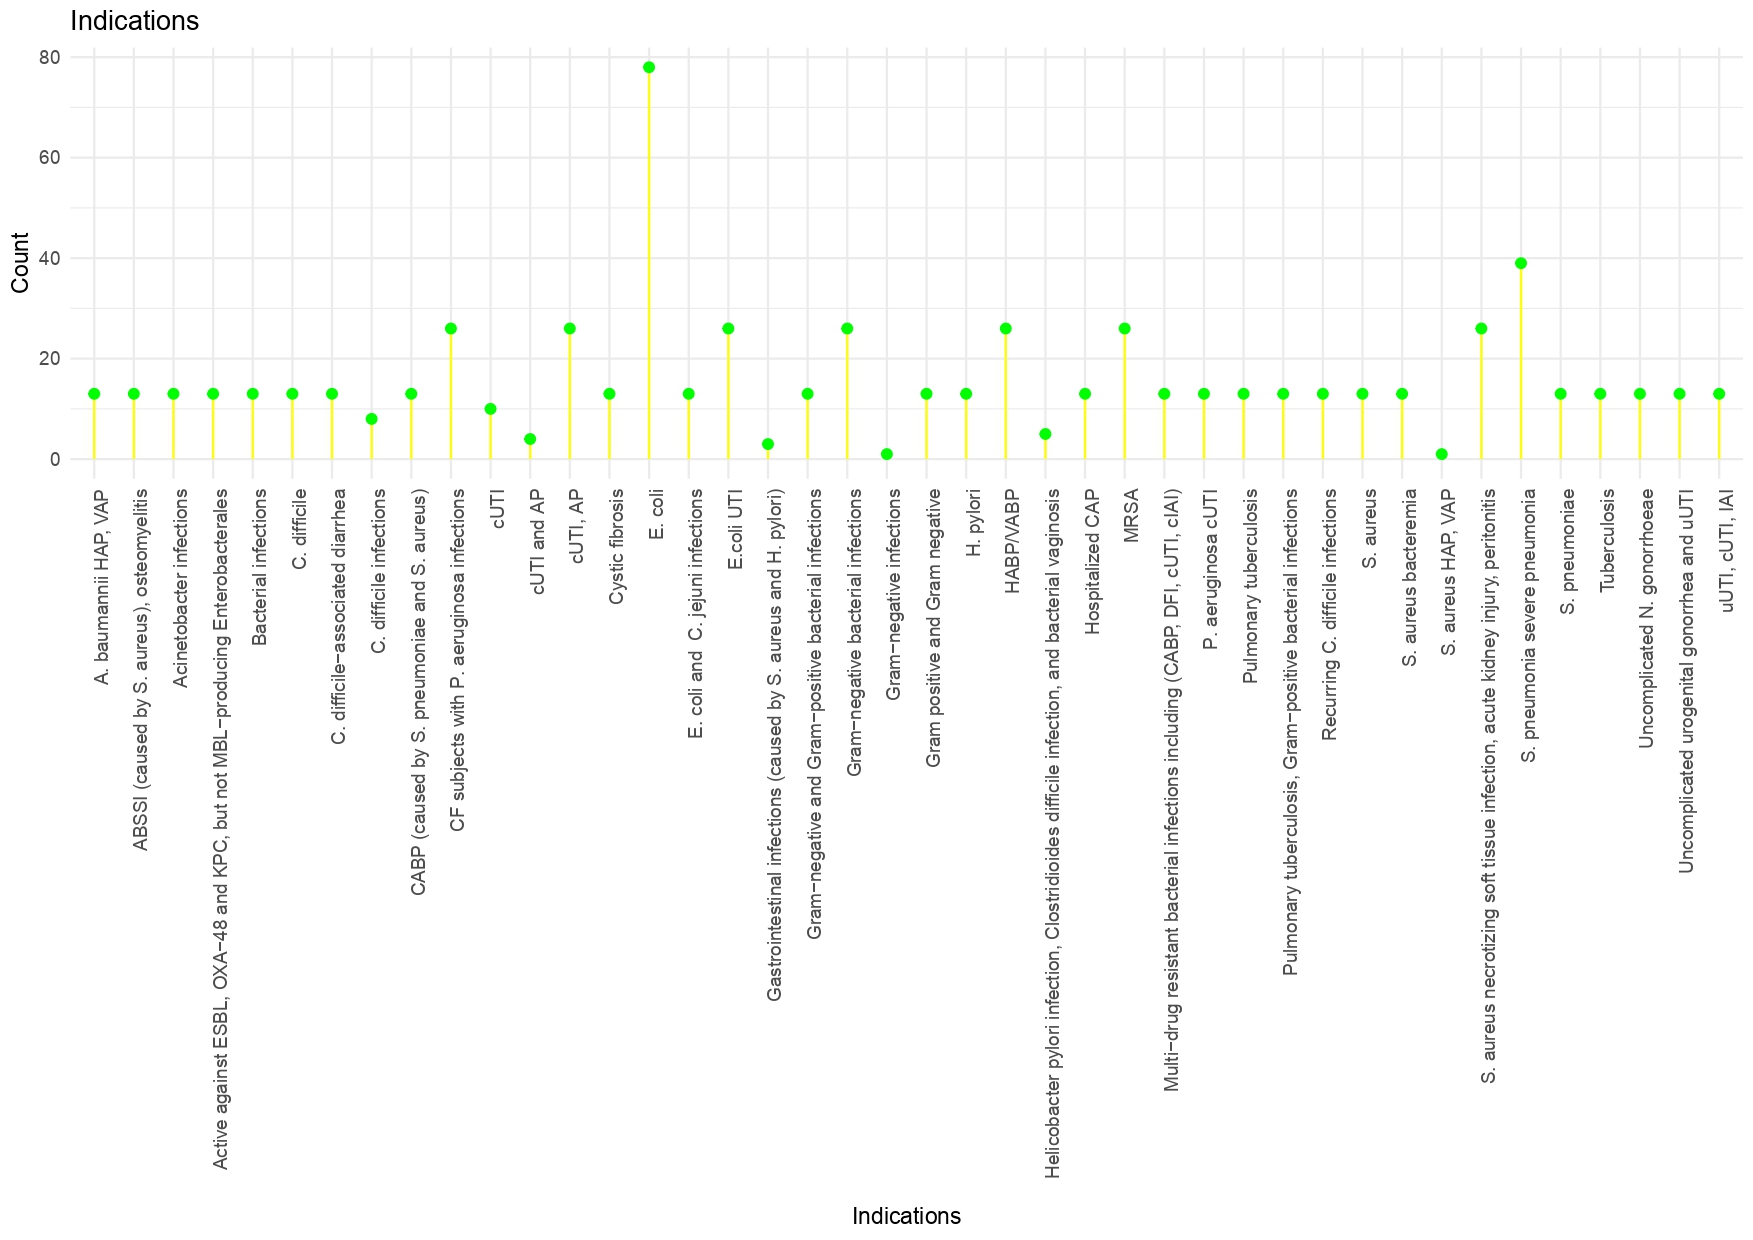 Indications
80
60
40
20
0
Count
A. baumannii HAP, VAP
ABSSSI (caused by S. aureus), osteomyelitis
Acinetobacter infections
Active against ESBL, OXA−48 and KPC, but not MBL−producing Enterobacterales
Bacterial infections
C. difficile
C. difficile−associated diarrhea
C. difficile infections
CABP (caused by S. pneumoniae and S. aureus)
CF subjects with P. aeruginosa infections
cUTI
cUTI and AP
cUTI, AP
Cystic fibrosis
E. coli
E. coli and C. jejuni infections
E.coli UTI
Gastrointestinal infections (caused by S. aureus and H. pylori)
Gram−negative and Gram−positive bacterial infections
Gram−negative bacterial infections
Gram−negative infections
Gram positive and Gram negative
H. pylori
HABP/VABP
Helicobacter pylori infection, Clostridioides difficile infection, and bacterial vaginosis
Hospitalized CAP
MRSA
Multi−drug resistant bacterial infections including (CABP, DFI, cUTI, cIAI)
P. aeruginosa cUTI
Pulmonary tuberculosis
Pulmonary tuberculosis, Gram−positive bacterial infections
Recurring C. difficile infections
S. aureus
S. aureus bacteremia
S. aureus HAP, VAP
S. aureus necrotizing soft tissue infection, acute kidney injury, peritonitis
S. pneumonia severe pneumonia
S. pneumoniae
Tuberculosis
Uncomplicated N. gonorrhoeae
Uncomplicated urogenital gonorrhea and uUTI
uUTI, cUTI, IAI
Indications